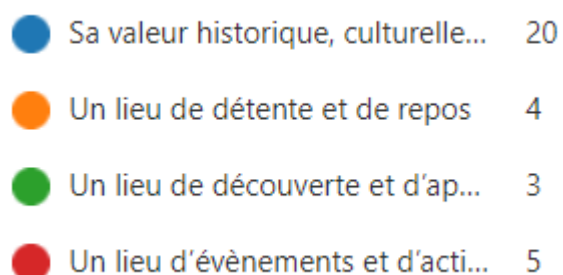 Sa valeur historique, culturelle... 20
Un lieu de détente et de repos 4
Un lieu de découverte et d'ap... 3
Un lieu d'évènements et d'acti... 5